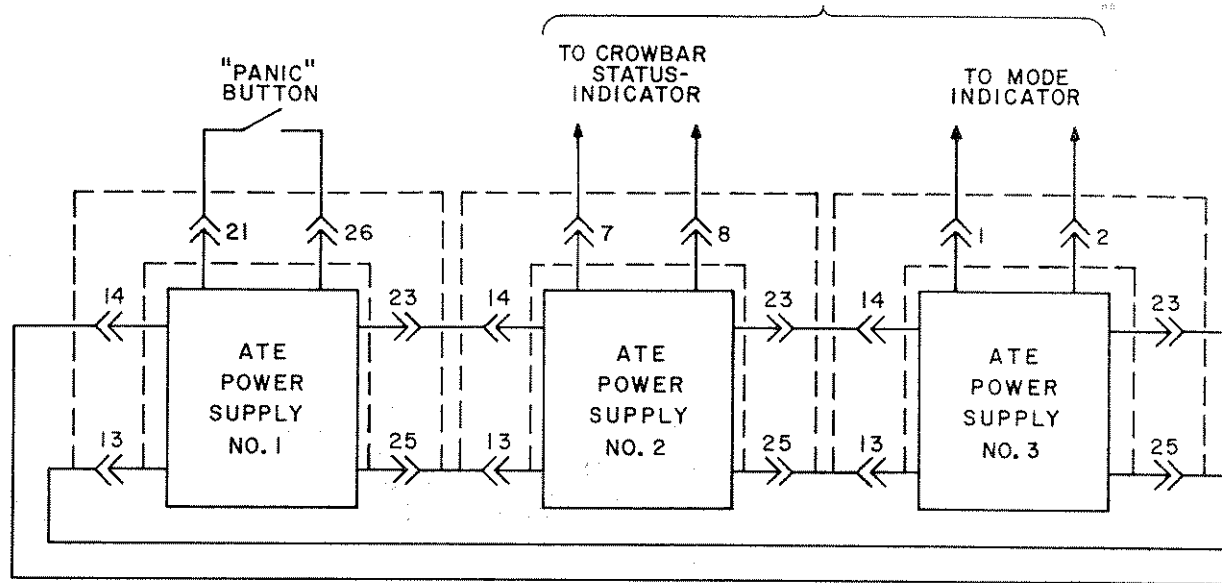 "PANIC"
BUTTON
TO CROWBAR
STATUS-
INDICATOR
TO MODE
INDICATOR
21 26 7 8 1 2
14 23 14 23 14 23
ATE
POWER
SUPPLY
NO. 1
ATE
POWER
SUPPLY
NO. 2
ATE
POWER
SUPPLY
NO. 3
13 25 13 25 13 25